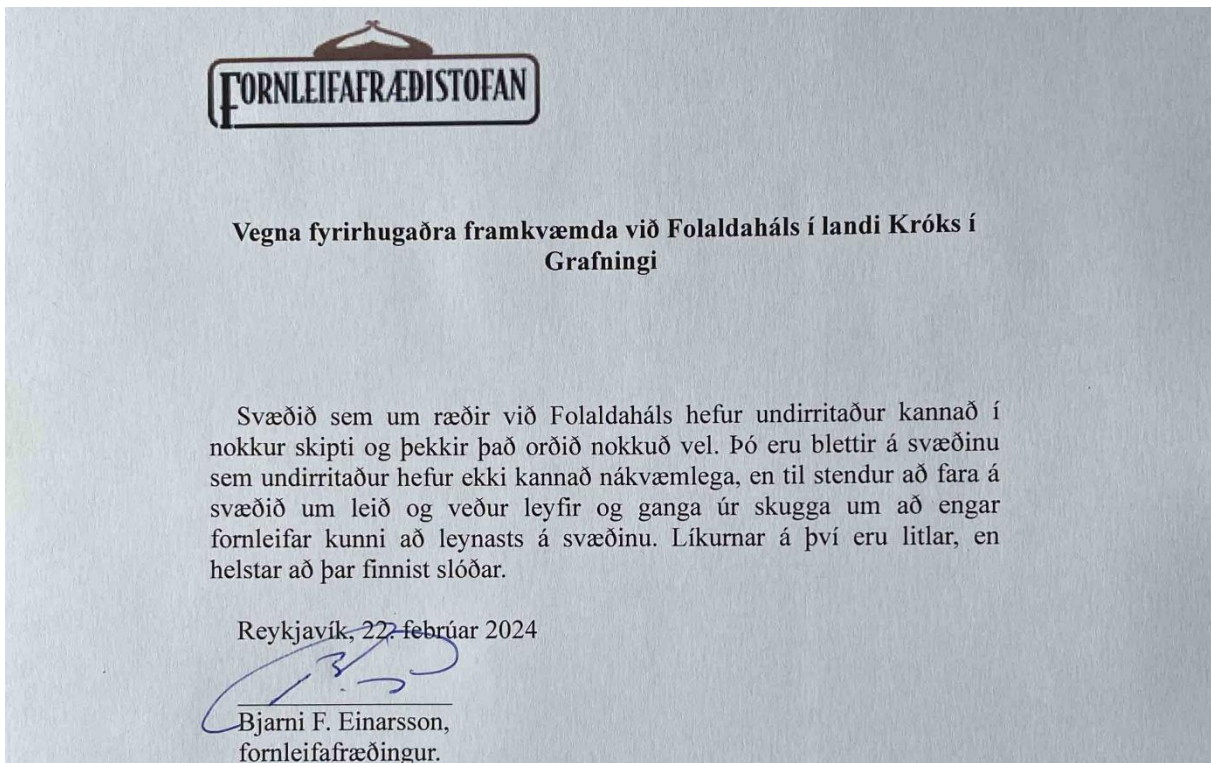 FORNLEIFAFRÆÐISTOFAN
Vegna fyrirhugaðra framkvæmda við Folaldaháls í landi Króks í
Grafningi
Svæðið sem um ræðir við Folaldaháls hefur undirritaður kannað í
nokkur skipti og þekkir það orðið nokkuð vel. Þó eru blettir á svæðinu
sem undirritaður hefur ekki kannað nákvæmlega, en til stendur að fara á
svæðið um leið og veður leyfir og ganga úr skugga um að engar
fornleifar kunni að leynasts á svæðinu. Líkurnar á því eru litlar, en
helstar að þar finnist slóðar.
Reykjavík, 22. febrúar 2024
Bjarni F. Einarsson,
fornleifafræðingur.